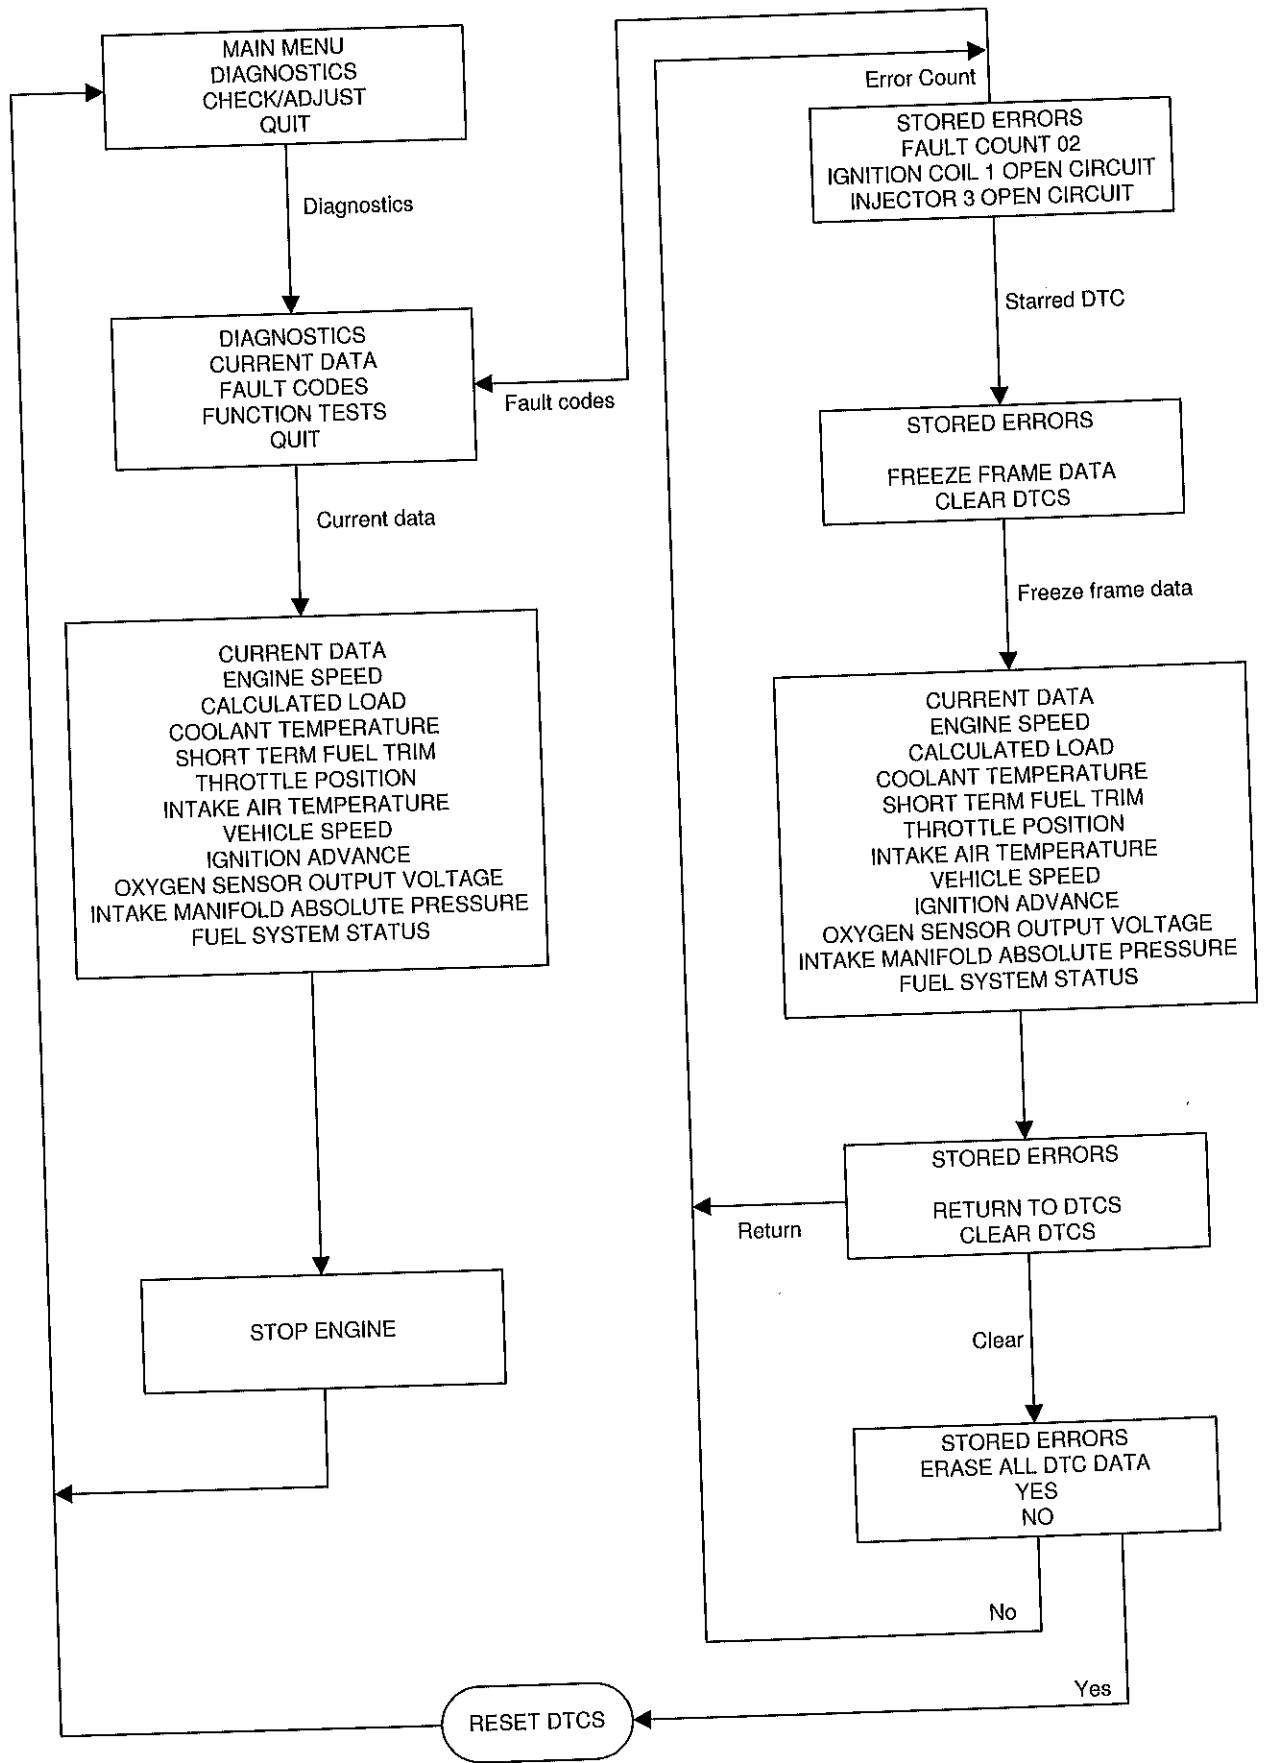 MAIN MENU
DIAGNOSTICS
CHECK/ADJUST
QUIT
Diagnostics
DIAGNOSTICS
CURRENT DATA
FAULT CODES
FUNCTION TESTS
QUIT
Fault codes
Current data
CURRENT DATA
ENGINE SPEED
CALCULATED LOAD
COOLANT TEMPERATURE
SHORT TERM FUEL TRIM
THROTTLE POSITION
INTAKE AIR TEMPERATURE
VEHICLE SPEED
IGNITION ADVANCE
OXYGEN SENSOR OUTPUT VOLTAGE
INTAKE MANIFOLD ABSOLUTE PRESSURE
FUEL SYSTEM STATUS
STOP ENGINE
Error Count
STORED ERRORS
FAULT COUNT 02
IGNITION COIL 1 OPEN CIRCUIT
INJECTOR 3 OPEN CIRCUIT
Starred DTC
STORED ERRORS
FREEZE FRAME DATA
CLEAR DTCS
Freeze frame data
CURRENT DATA
ENGINE SPEED
CALCULATED LOAD
COOLANT TEMPERATURE
SHORT TERM FUEL TRIM
THROTTLE POSITION
INTAKE AIR TEMPERATURE
VEHICLE SPEED
IGNITION ADVANCE
OXYGEN SENSOR OUTPUT VOLTAGE
INTAKE MANIFOLD ABSOLUTE PRESSURE
FUEL SYSTEM STATUS
STORED ERRORS
RETURN TO DTCS
CLEAR DTCS
Return
Clear
STORED ERRORS
ERASE ALL DTC DATA
YES
NO
No
Yes
RESET DTCS